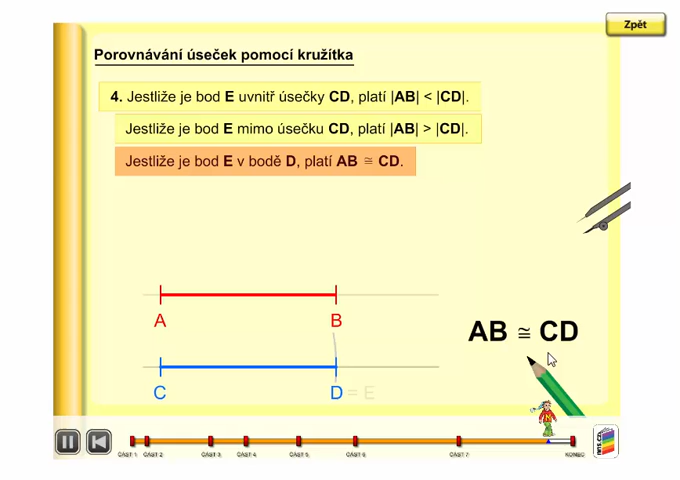 Zpět
Porovnávání úseček pomocí kružítka
4. Jestliže je bod E uvnitř úsečky CD, platí |AB| < |CD|.
Jestliže je bod E mimo úsečku CD, platí |AB| > |CD|.
Jestliže je bod E v bodě D, platí AB ≅ CD.
A B
AB ≅ CD
C D = E
ČÁST 1 ČÁST 2 ČÁST 3 ČÁST 4 ČÁST 5 ČÁST 6 ČÁST 7 KONEC
NNS.CZ